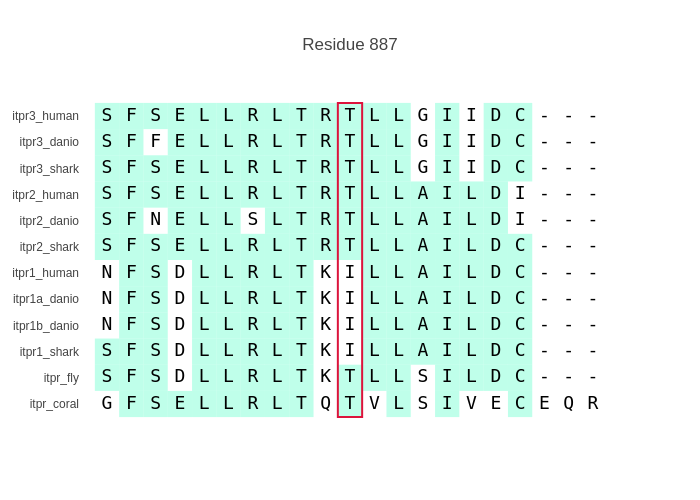 Residue 887
itpr3_human S F S E L L R L T R T L L G I I D C - - -
itpr3_danio S F F E L L R L T R T L L G I I D C - - -
itpr3_shark S F S E L L R L T R T L L G I I D C - - -
itpr2_human S F S E L L R L T R T L L A I L D I - - -
itpr2_danio S F N E L L S L T R T L L A I L D I - - -
itpr2_shark S F S E L L R L T R T L L A I L D C - - -
itpr1_human N F S D L L R L T K I L L A I L D C - - -
itpr1a_danio N F S D L L R L T K I L L A I L D C - - -
itpr1b_danio N F S D L L R L T K I L L A I L D C - - -
itpr1_shark S F S D L L R L T K I L L A I L D C - - -
itpr_fly S F S D L L R L T K T L L S I L D C - - -
itpr_coral G F S E L L R L T Q T V L S I V E C E Q R